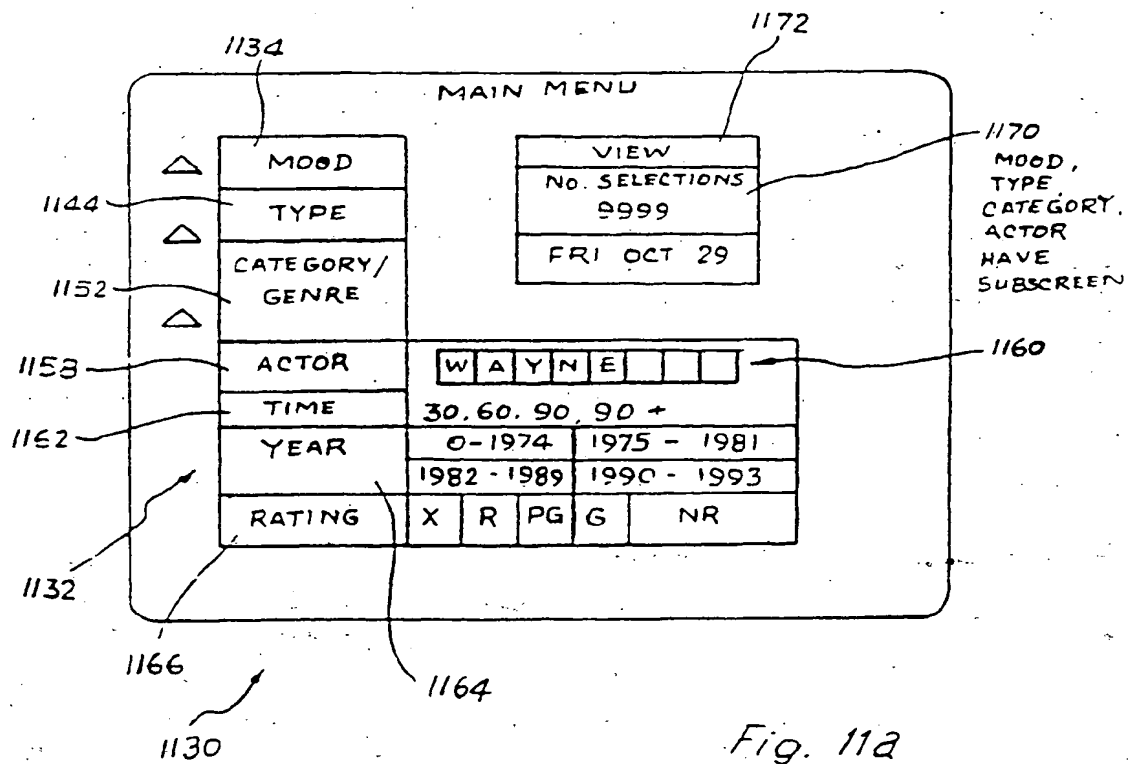 1134
1172
MAIN MENU
MOOD
VIEW
1170
NO. SELECTIONS
9999
MOOD,
TYPE,
CATEGORY,
ACTOR
HAVE
SUBSCREEN
1144
TYPE
FRI OCT 29
CATEGORY/
GENRE
1152
ACTOR
W A Y N E
1160
1158
TIME
30. 60. 90, 90 +
1162
YEAR
0-1974 1975 - 1981
1982 - 1989 1990 - 1993
RATING X R PG G NR
1132
1166
1164
1130
Fig. 11a